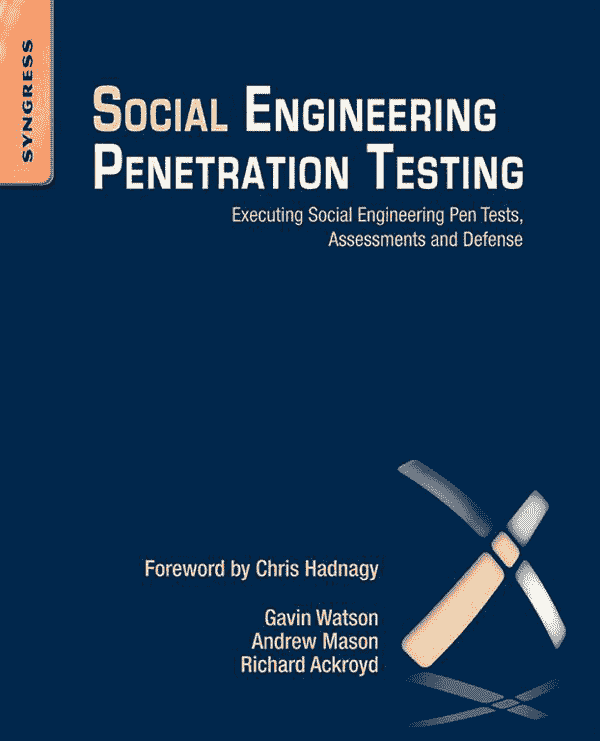 SYNGRESS
SOCIAL ENGINEERING
PENETRATION TESTING
Executing Social Engineering Pen Tests,
Assessments and Defense
Foreword by Chris Hadnagy
Gavin Watson
Andrew Mason
Richard Ackroyd